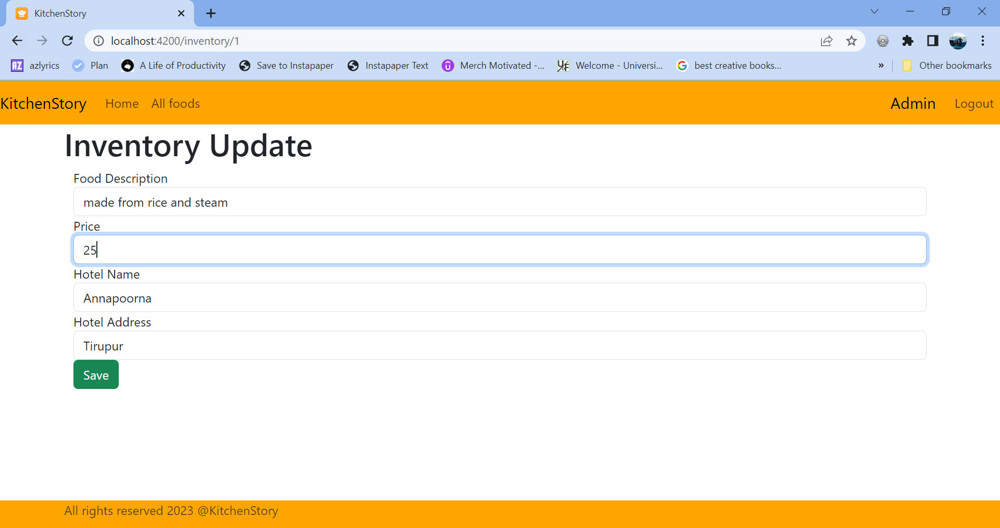 KitchenStory
localhost:4200/inventory/1
AZ azlyrics Plan A Life of Productivity Save to Instapaper Instapaper Text Merch Motivated -... Welcome - Universi... best creative books... » Other bookmarks
KitchenStory Home All foods Admin Logout
Inventory Update
Food Description
made from rice and steam
Price
25
Hotel Name
Annapoorna
Hotel Address
Tirupur
Save
All rights reserved 2023 @KitchenStory